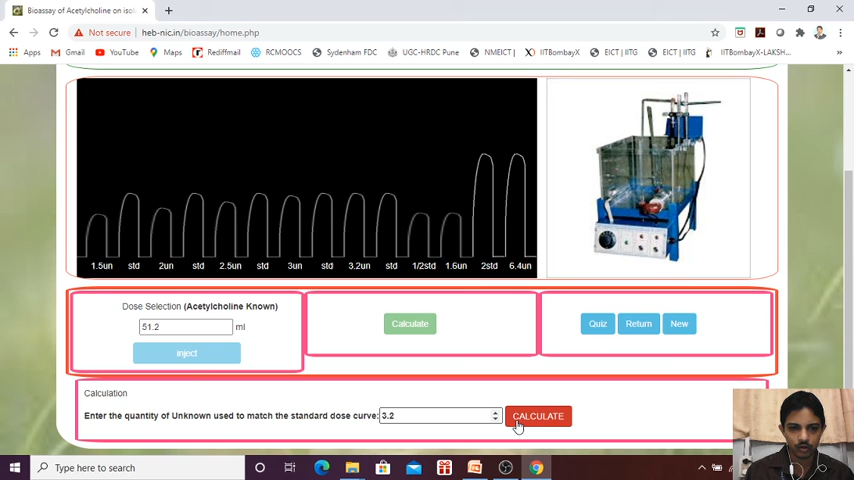 Bioassay of Acetylcholine on isol
Not secure
heb-nic.in/bioassay/home.php
Apps
Gmail
YouTube
Maps
Rediffmail
RCMOOCS
Sydenham FDC
UGC-HRDC Pune
NMEICT |
IITBombayX
EICT | IITG
EICT | IITG
IITBombayX-LAKSH...
1.5un std 2un std 2.5un std 3un std 3.2un std 1/2std 1.6un 2std 6.4un
Dose Selection (Acetylcholine Known)
51.2 ml
inject
Calculate
Quiz
Return
New
Calculation
Enter the quantity of Unknown used to match the standard dose curve: 3.2 CALCULATE
Type here to search